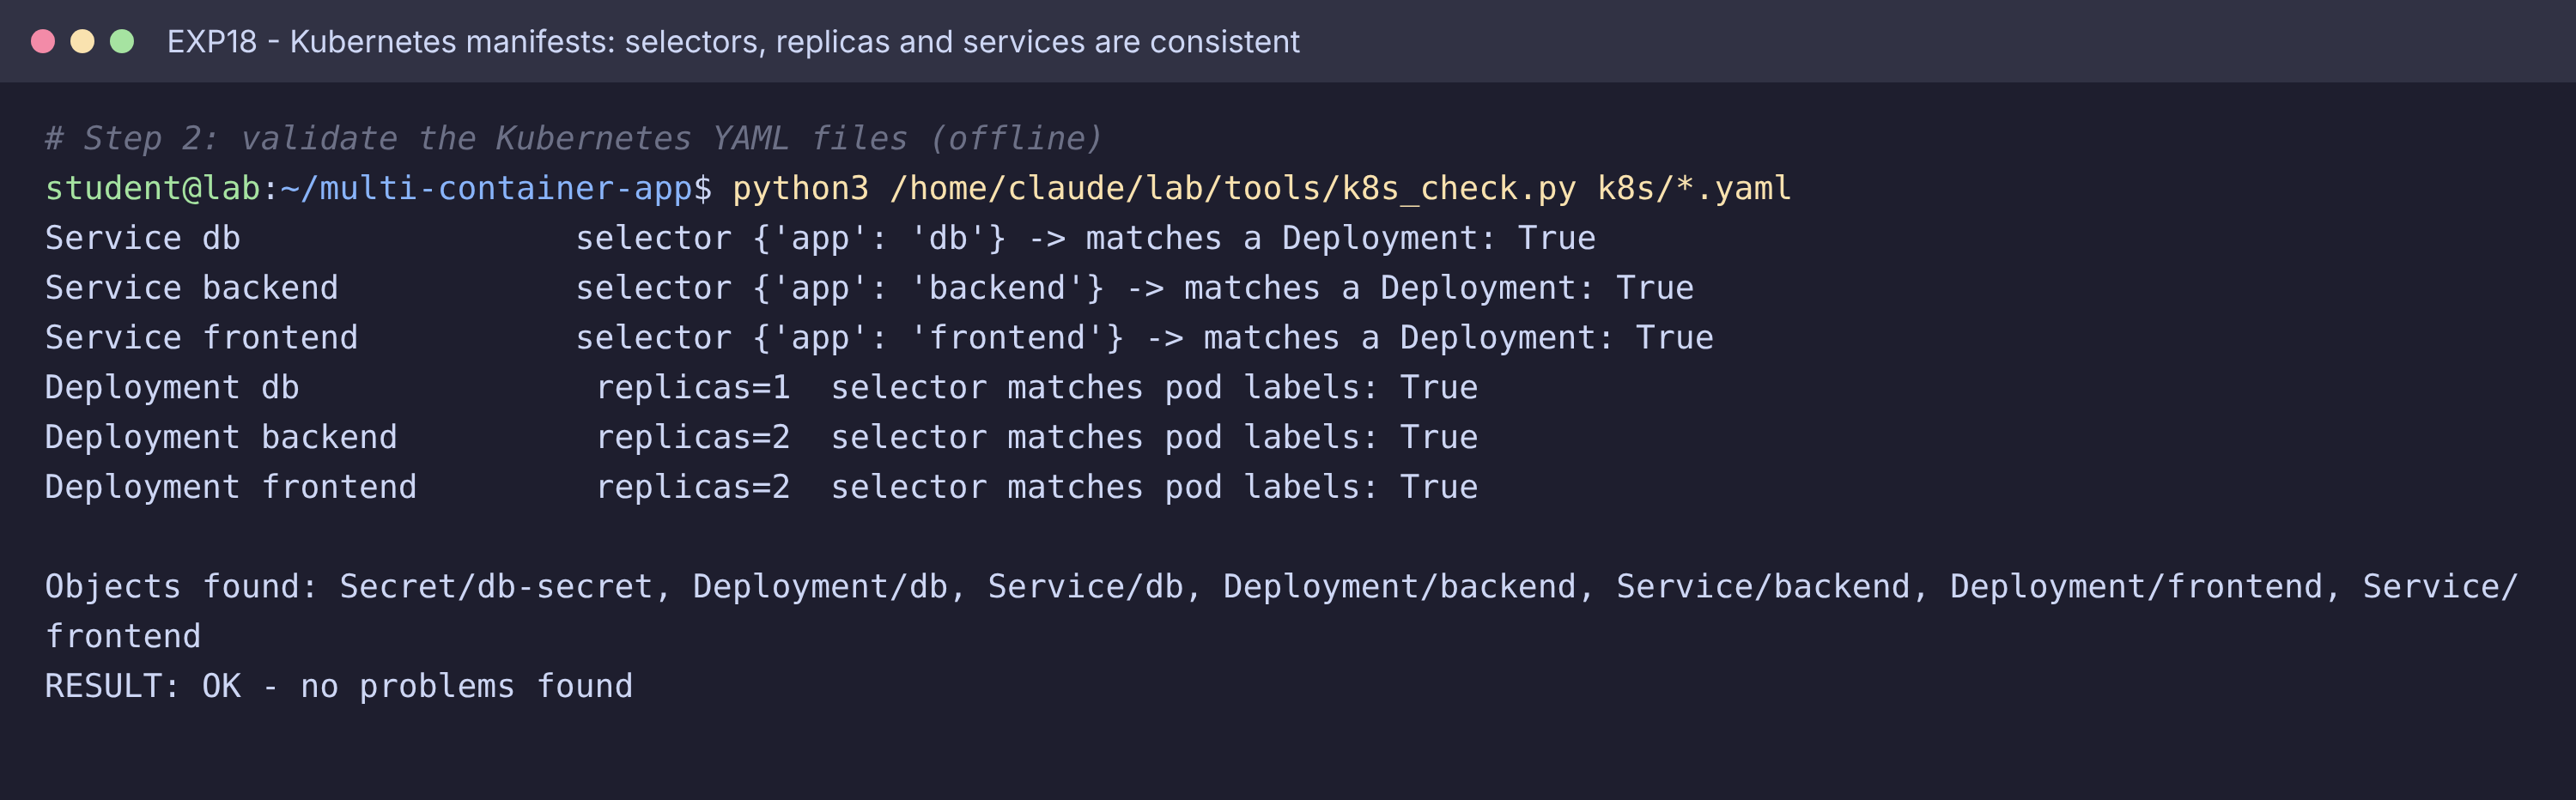 EXP18 - Kubernetes manifests: selectors, replicas and services are consistent
# Step 2: validate the Kubernetes YAML files (offline)
student@lab:~/multi-container-app$ python3 /home/claude/lab/tools/k8s_check.py k8s/*.yaml
Service db                 selector {'app': 'db'} -> matches a Deployment: True
Service backend            selector {'app': 'backend'} -> matches a Deployment: True
Service frontend           selector {'app': 'frontend'} -> matches a Deployment: True
Deployment db               replicas=1  selector matches pod labels: True
Deployment backend          replicas=2  selector matches pod labels: True
Deployment frontend         replicas=2  selector matches pod labels: True
Objects found: Secret/db-secret, Deployment/db, Service/db, Deployment/backend, Service/backend, Deployment/frontend, Service/
frontend
RESULT: OK - no problems found